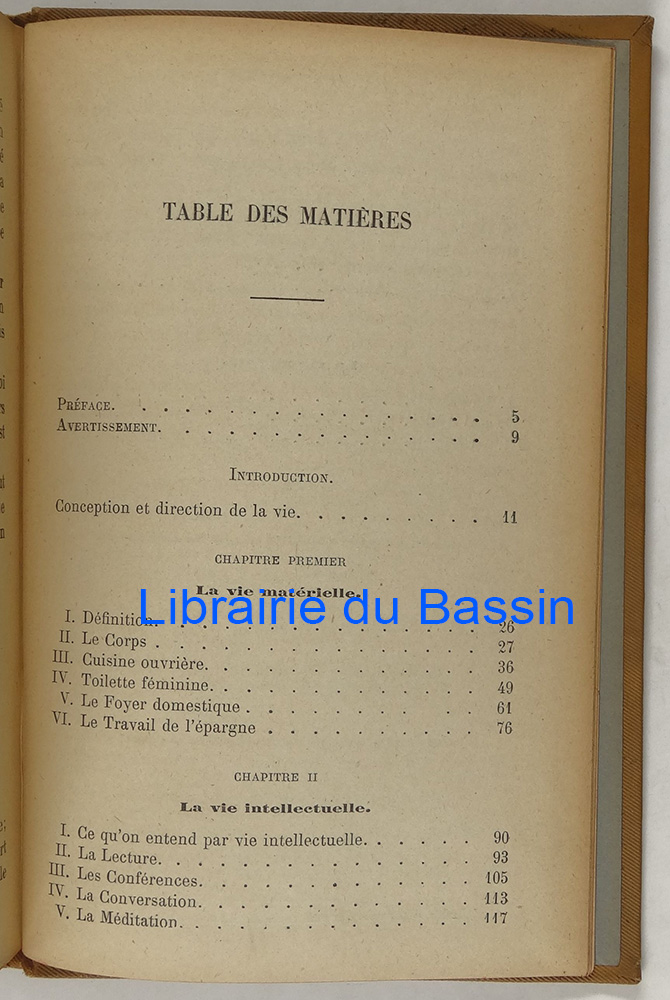 TABLE DES MATIÈRES
PRÉFACE. . . . . . . . . . . . . . . . . 5
AVERTISSEMENT. . . . . . . . . . . . . . . 9
INTRODUCTION.
Conception et direction de la vie. . . . . . . . . 11
CHAPITRE PREMIER
La vie matérielle.
Librairie du Bassin
I. Définition. . . . . . . . . . . . . . . . 26
II. Le Corps . . . . . . . . . . . . . . . . 27
III. Cuisine ouvrière. . . . . . . . . . . . . 36
IV. Toilette féminine. . . . . . . . . . . . . 49
V. Le Foyer domestique . . . . . . . . . . . 61
VI. Le Travail de l'épargne . . . . . . . . . . 76
CHAPITRE II
La vie intellectuelle.
I. Ce qu'on entend par vie intellectuelle. . . . . . 90
II. La Lecture. . . . . . . . . . . . . . . 93
III. Les Conférences. . . . . . . . . . . . . 105
IV. La Conversation. . . . . . . . . . . . . 113
V. La Méditation. . . . . . . . . . . . . . 117